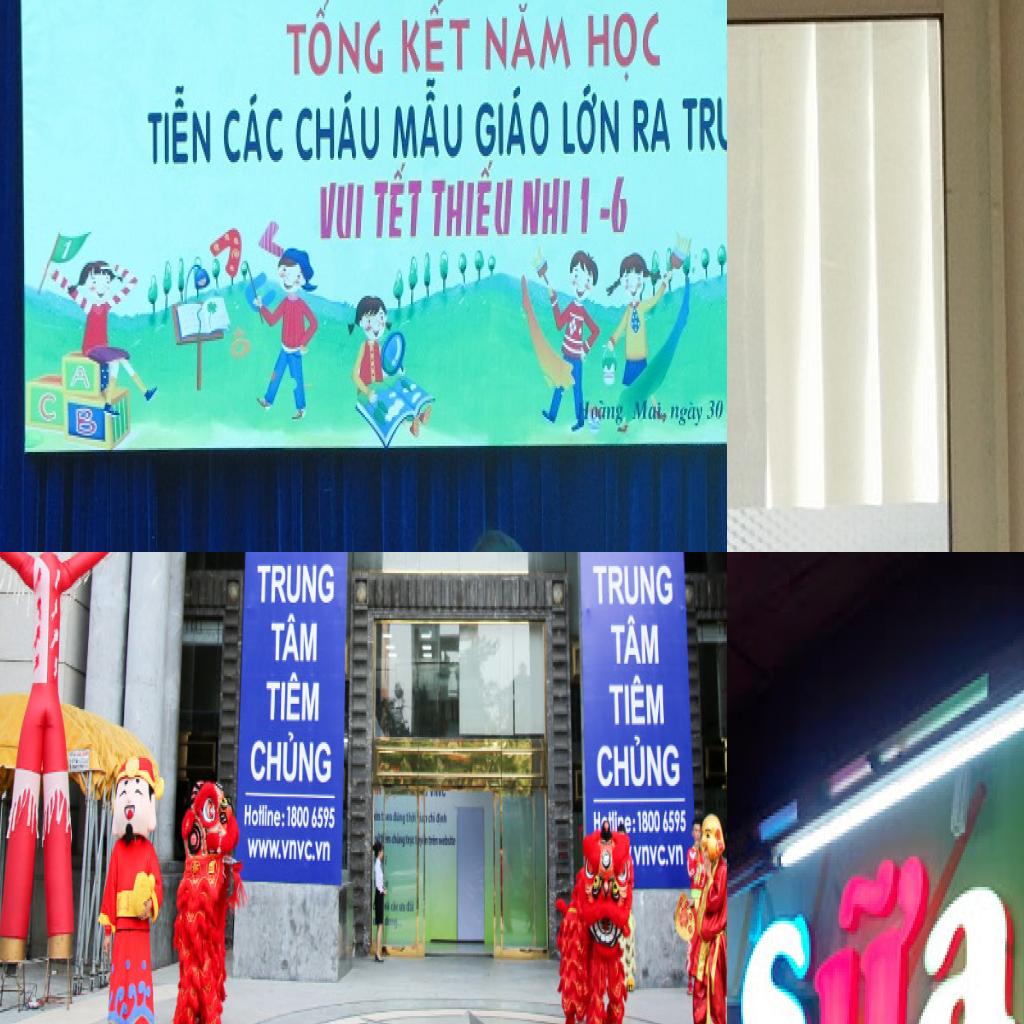 TỔNG KẾT NĂM HỌC
TIỄN CÁC CHÁU MẪU GIÁO LỚN RA TRU
VUI TẾT THIẾU NHI 1 -6
A
C
B
Hoàng Mai, ngày 30
TRUNG
TÂM
TIÊM
CHỦNG
Hotline: 1800 6595
www.vnvc.vn
TRUNG
TÂM
TIÊM
CHỦNG
Hotline: 1800 6595
www.vnvc.vn
sữa